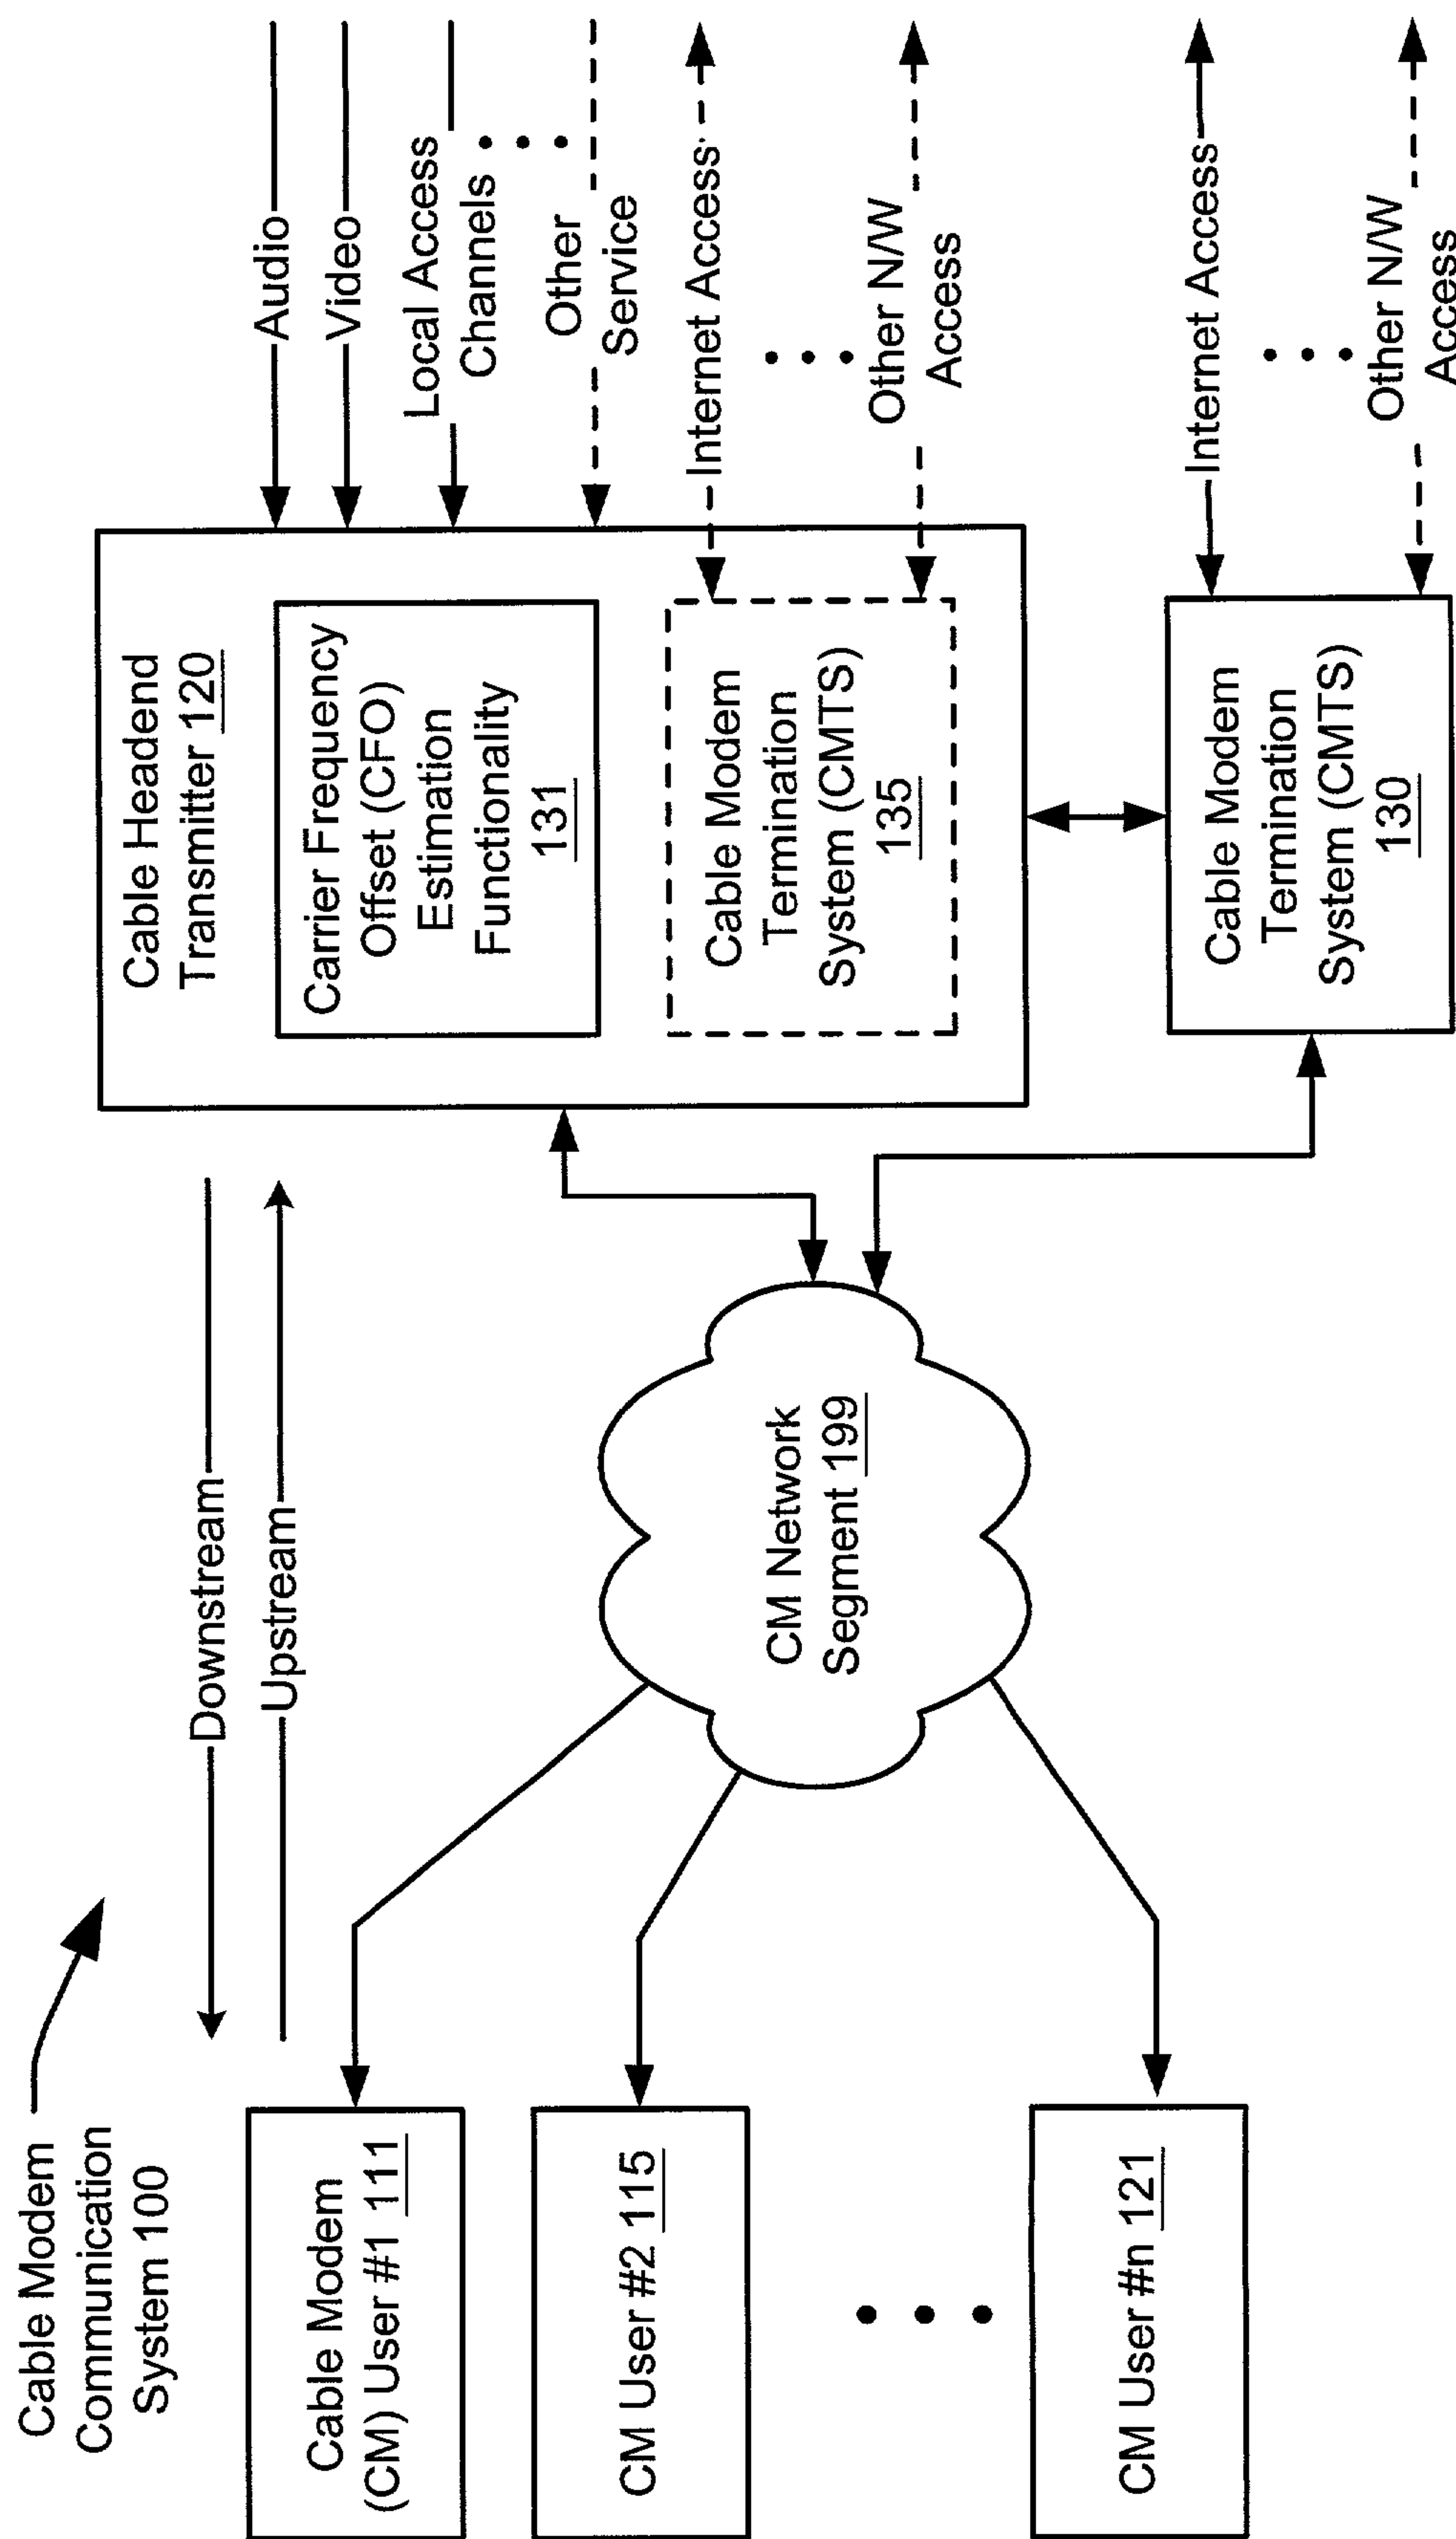 Cable Modem
Communication
System 100
Downstream
Upstream
Cable Modem
(CM) User #1 111
CM User #2 115
CM User #n 121
CM Network
Segment 199
Cable Headend
Transmitter 120
Carrier Frequency
Offset (CFO)
Estimation
Functionality
131
Cable Modem
Termination
System (CMTS)
135
Cable Modem
Termination
System (CMTS)
130
Audio
Video
Local Access
Channels
Other
Service
Internet Access
Other N/W
Access
Internet Access
Other N/W
Access